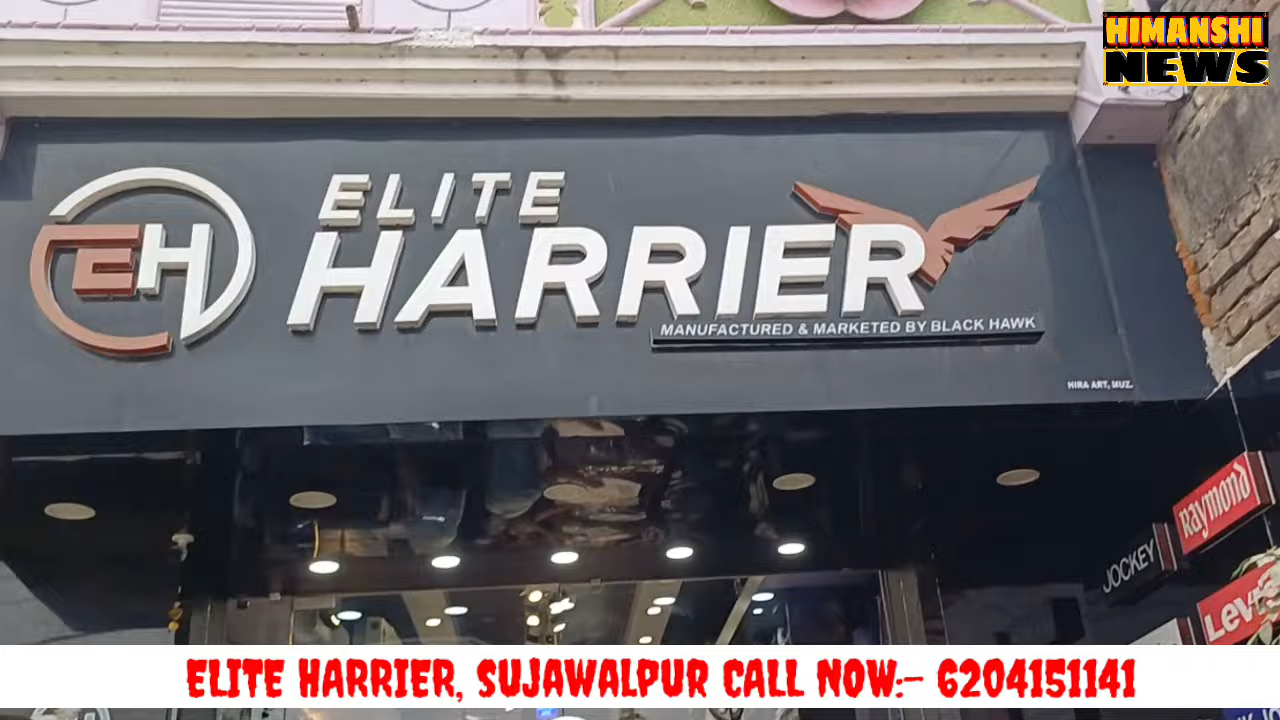 HIMANSHI
NEWS
EH
ELITE
HARRIER
MANUFACTURED & MARKETED BY BLACK HAWK
HIRA ART, MUZ.
Raymond
JOCKEY
Levi's
ELITE HARRIER, SUJAWALPUR CALL NOW:- 6204151141